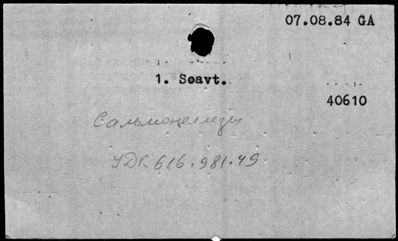 07.08.84 GA
1. Soavt.
40610
Сальмонеллезы
УДК 616.981.49